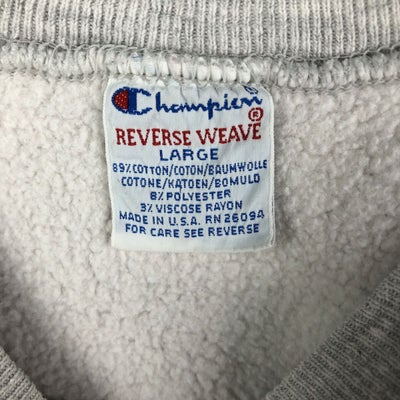 Champion
REVERSE WEAVE ®
LARGE
89% COTTON/COTON/BAUMWOLLE
COTONE/KATOEN/BOMULD
8% POLYESTER
3% VISCOSE RAYON
MADE IN U.S.A. RN 26094
FOR CARE SEE REVERSE